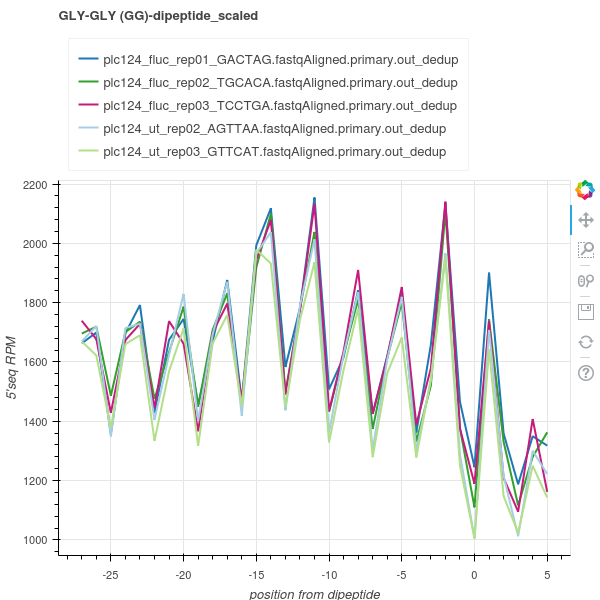 GLY-GLY (GG)-dipeptide_scaled
plc124_fluc_rep01_GACTAG.fastqAligned.primary.out_dedup
plc124_fluc_rep02_TGCACA.fastqAligned.primary.out_dedup
plc124_fluc_rep03_TCCTGA.fastqAligned.primary.out_dedup
plc124_ut_rep02_AGTTAA.fastqAligned.primary.out_dedup
plc124_ut_rep03_GTTCAT.fastqAligned.primary.out_dedup
2200
2000
1800
1600
1400
1200
1000
5'seq RPM
-25 -20 -15 -10 -5 0 5
position from dipeptide